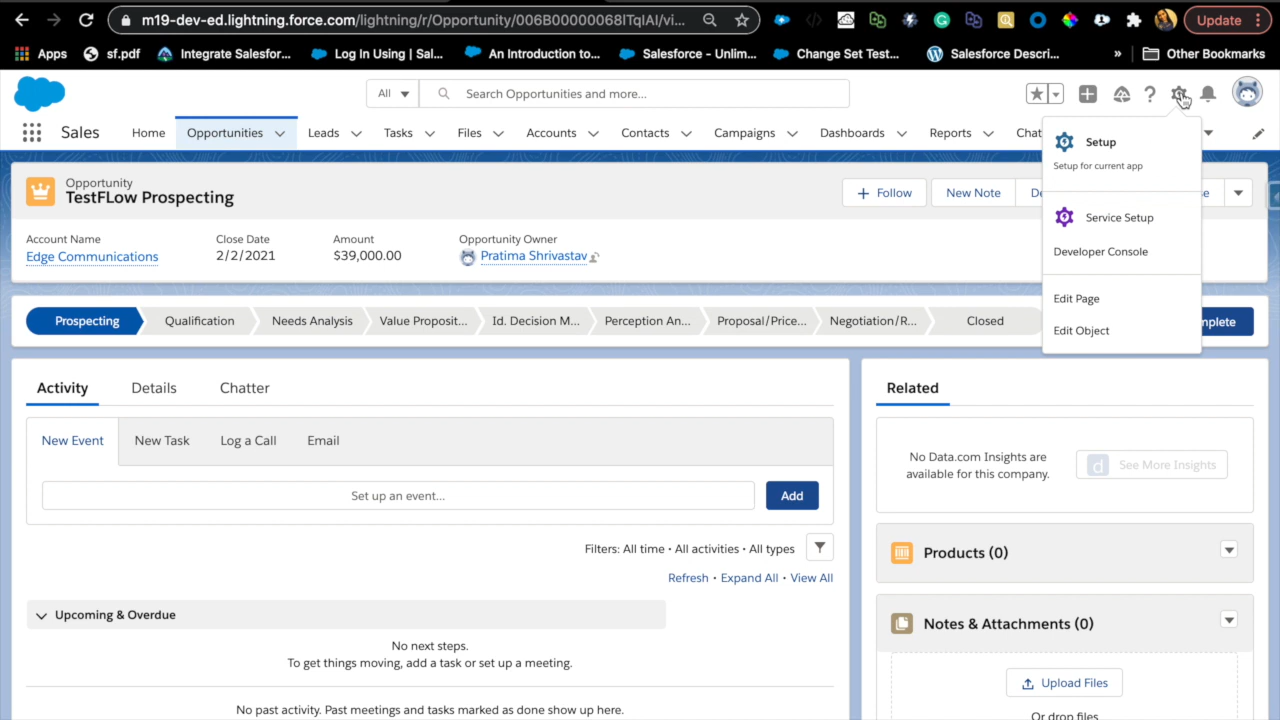 m19-dev-ed.lightning.force.com/lightning/r/Opportunity/006B00000068lTqIAI/vi...
Update
Apps
sf.pdf
Integrate Salesfor...
Log In Using | Sal...
An Introduction to...
Salesforce - Unlim...
Change Set Test...
Salesforce Descri...
»
Other Bookmarks
All
Search Opportunities and more...
Sales
Home
Opportunities
Leads
Tasks
Files
Accounts
Contacts
Campaigns
Dashboards
Reports
Chat
Setup
Setup for current app
Service Setup
Developer Console
Edit Page
Edit Object
Opportunity
TestFLow Prospecting
+ Follow
New Note
Account Name
Edge Communications
Close Date
2/2/2021
Amount
$39,000.00
Opportunity Owner
Pratima Shrivastav
Prospecting
Qualification
Needs Analysis
Value Proposit...
Id. Decision M...
Perception An...
Proposal/Price...
Negotiation/R...
Closed
mplete
Activity
Details
Chatter
New Event
New Task
Log a Call
Email
Set up an event...
Add
Filters: All time • All activities • All types
Refresh • Expand All • View All
Upcoming & Overdue
No next steps.
To get things moving, add a task or set up a meeting.
No past activity. Past meetings and tasks marked as done show up here.
Related
No Data.com Insights are
available for this company.
d
See More Insights
Products (0)
Notes & Attachments (0)
Upload Files
Or drop files